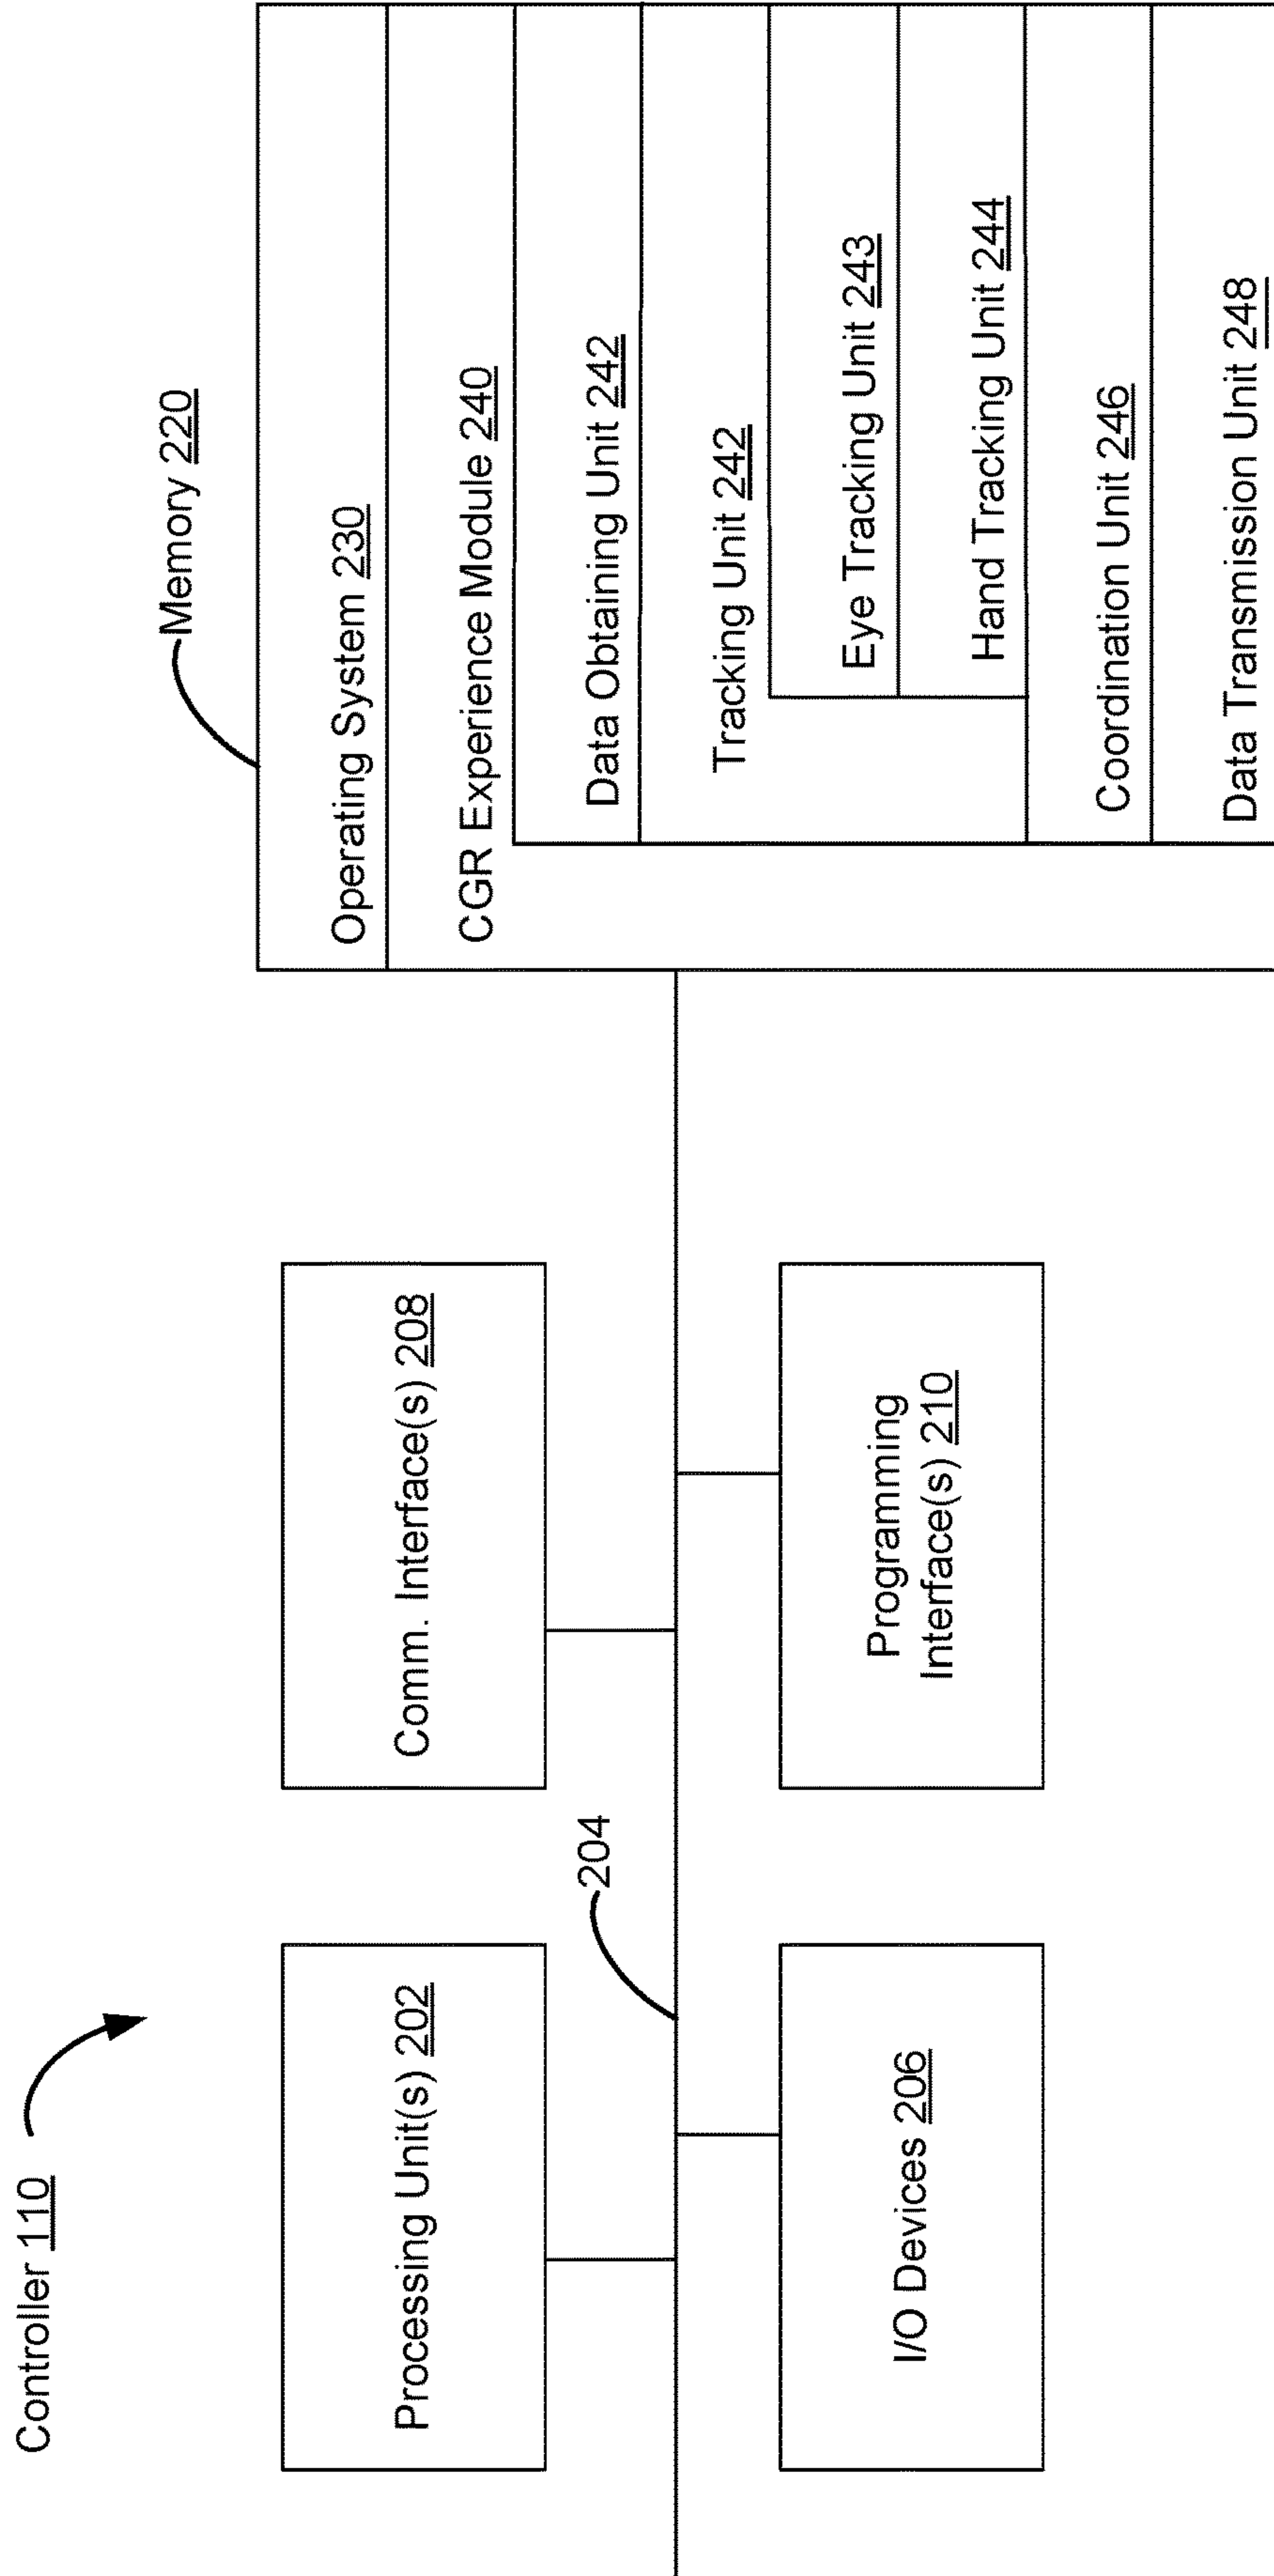 Controller 110
Processing Unit(s) 202
Comm. Interface(s) 208
204
I/O Devices 206
Programming
Interface(s) 210
Memory 220
Operating System 230
CGR Experience Module 240
Data Obtaining Unit 242
Tracking Unit 242
Eye Tracking Unit 243
Hand Tracking Unit 244
Coordination Unit 246
Data Transmission Unit 248